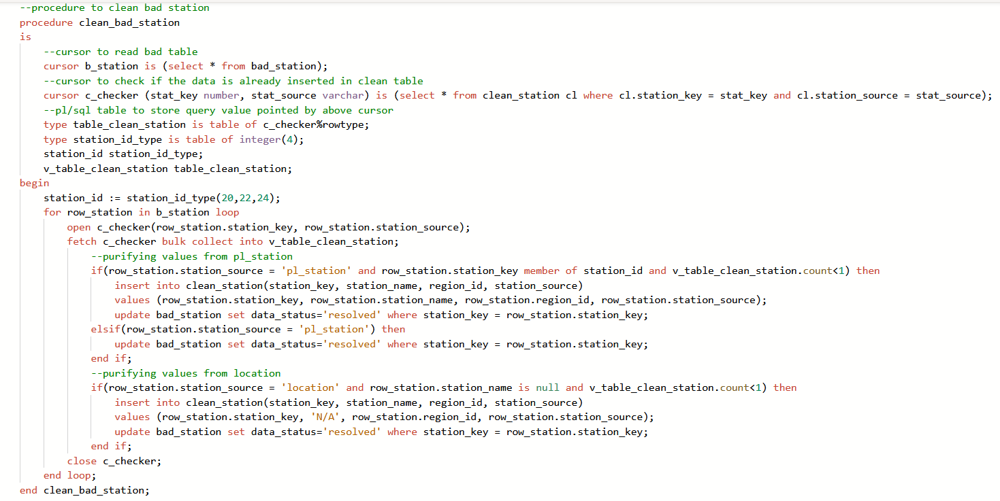 --procedure to clean bad station
procedure clean_bad_station
is
--cursor to read bad table
cursor b_station is (select * from bad_station);
--cursor to check if the data is already inserted in clean table
cursor c_checker (stat_key number, stat_source varchar) is (select * from clean_station cl where cl.station_key = stat_key and cl.station_source = stat_source);
--pl/sql table to store query value pointed by above cursor
type table_clean_station is table of c_checker%rowtype;
type station_id_type is table of integer(4);
station_id station_id_type;
v_table_clean_station table_clean_station;
begin
station_id := station_id_type(20,22,24);
for row_station in b_station loop
open c_checker(row_station.station_key, row_station.station_source);
fetch c_checker bulk collect into v_table_clean_station;
--purifying values from pl_station
if(row_station.station_source = 'pl_station' and row_station.station_key member of station_id and v_table_clean_station.count<1) then
insert into clean_station(station_key, station_name, region_id, station_source)
values (row_station.station_key, row_station.station_name, row_station.region_id, row_station.station_source);
update bad_station set data_status='resolved' where station_key = row_station.station_key;
elsif(row_station.station_source = 'pl_station') then
update bad_station set data_status='resolved' where station_key = row_station.station_key;
end if;
--purifying values from location
if(row_station.station_source = 'location' and row_station.station_name is null and v_table_clean_station.count<1) then
insert into clean_station(station_key, station_name, region_id, station_source)
values (row_station.station_key, 'N/A', row_station.region_id, row_station.station_source);
update bad_station set data_status='resolved' where station_key = row_station.station_key;
end if;
close c_checker;
end loop;
end clean_bad_station;